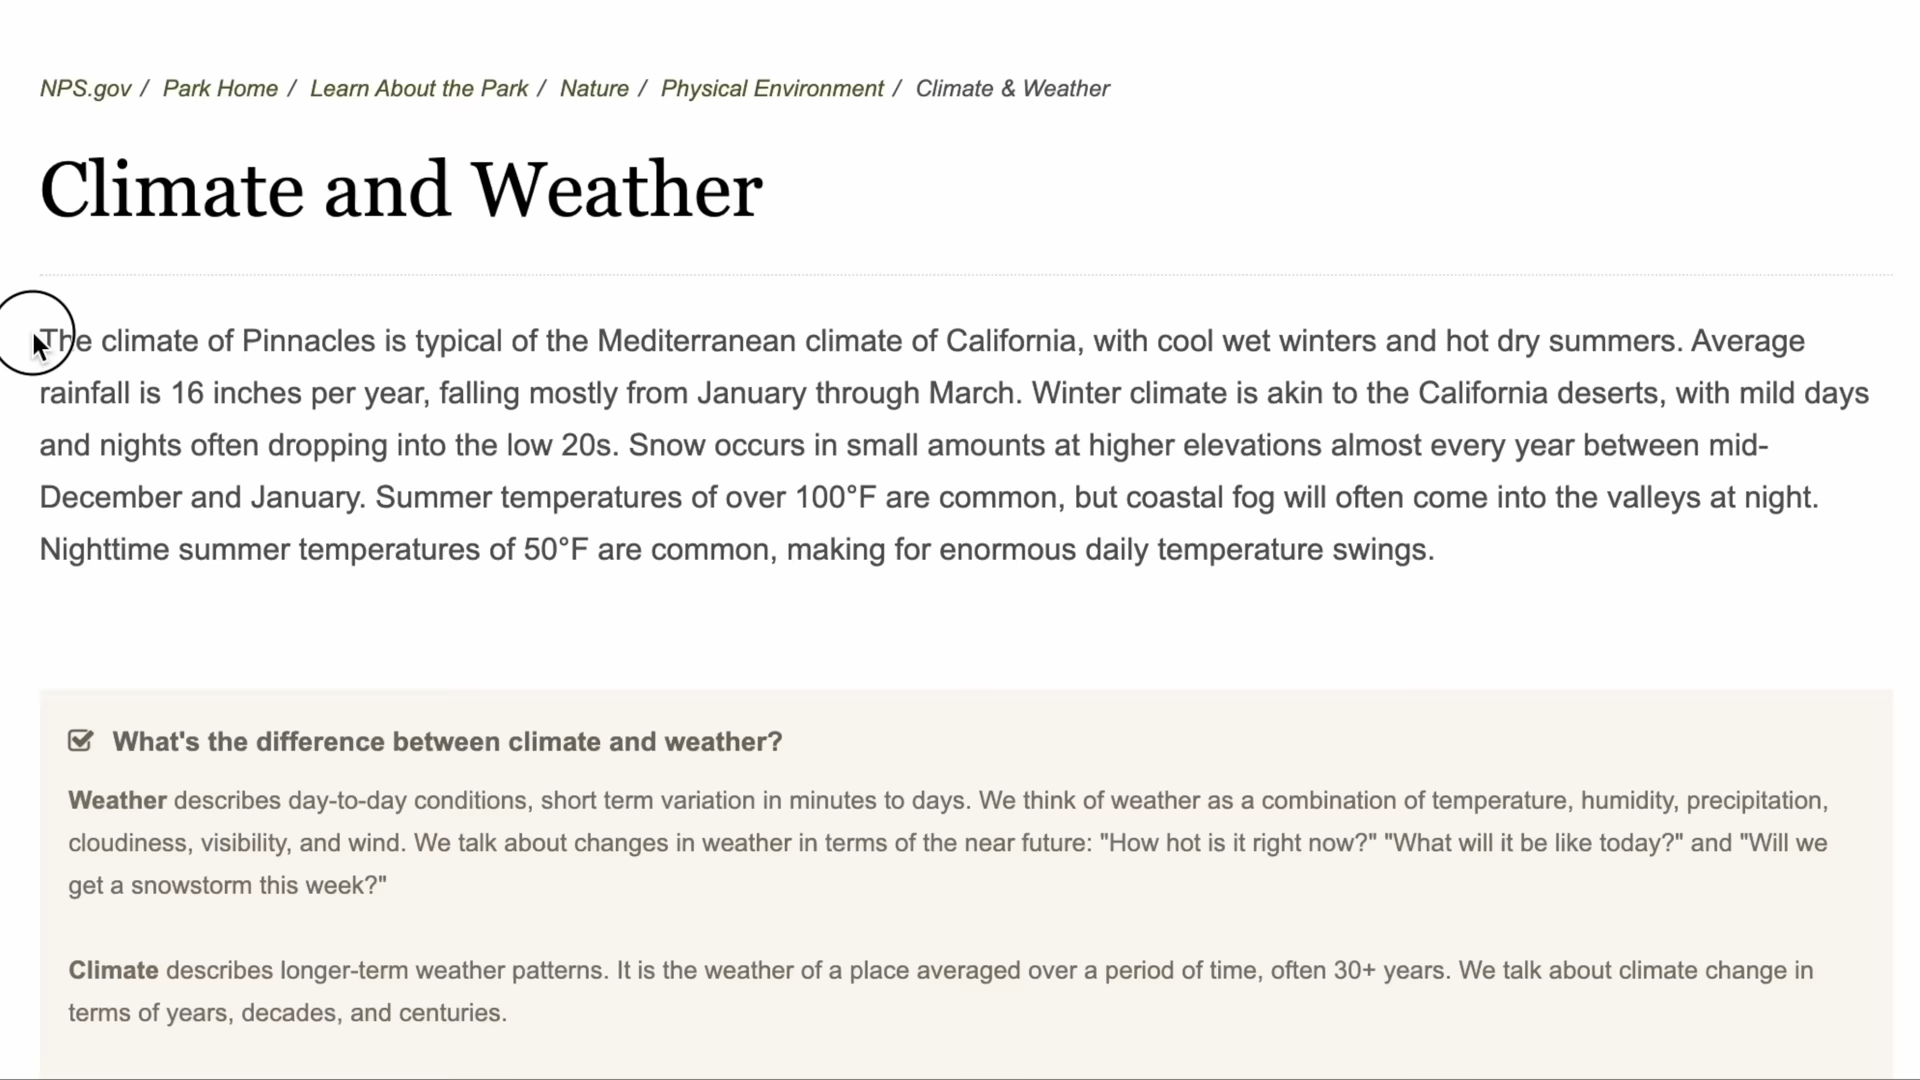 NPS.gov / Park Home / Learn About the Park / Nature / Physical Environment / Climate & Weather
Climate and Weather
The climate of Pinnacles is typical of the Mediterranean climate of California, with cool wet winters and hot dry summers. Average
rainfall is 16 inches per year, falling mostly from January through March. Winter climate is akin to the California deserts, with mild days
and nights often dropping into the low 20s. Snow occurs in small amounts at higher elevations almost every year between mid-
December and January. Summer temperatures of over 100°F are common, but coastal fog will often come into the valleys at night.
Nighttime summer temperatures of 50°F are common, making for enormous daily temperature swings.
What's the difference between climate and weather?
Weather describes day-to-day conditions, short term variation in minutes to days. We think of weather as a combination of temperature, humidity, precipitation,
cloudiness, visibility, and wind. We talk about changes in weather in terms of the near future: "How hot is it right now?" "What will it be like today?" and "Will we
get a snowstorm this week?"
Climate describes longer-term weather patterns. It is the weather of a place averaged over a period of time, often 30+ years. We talk about climate change in
terms of years, decades, and centuries.